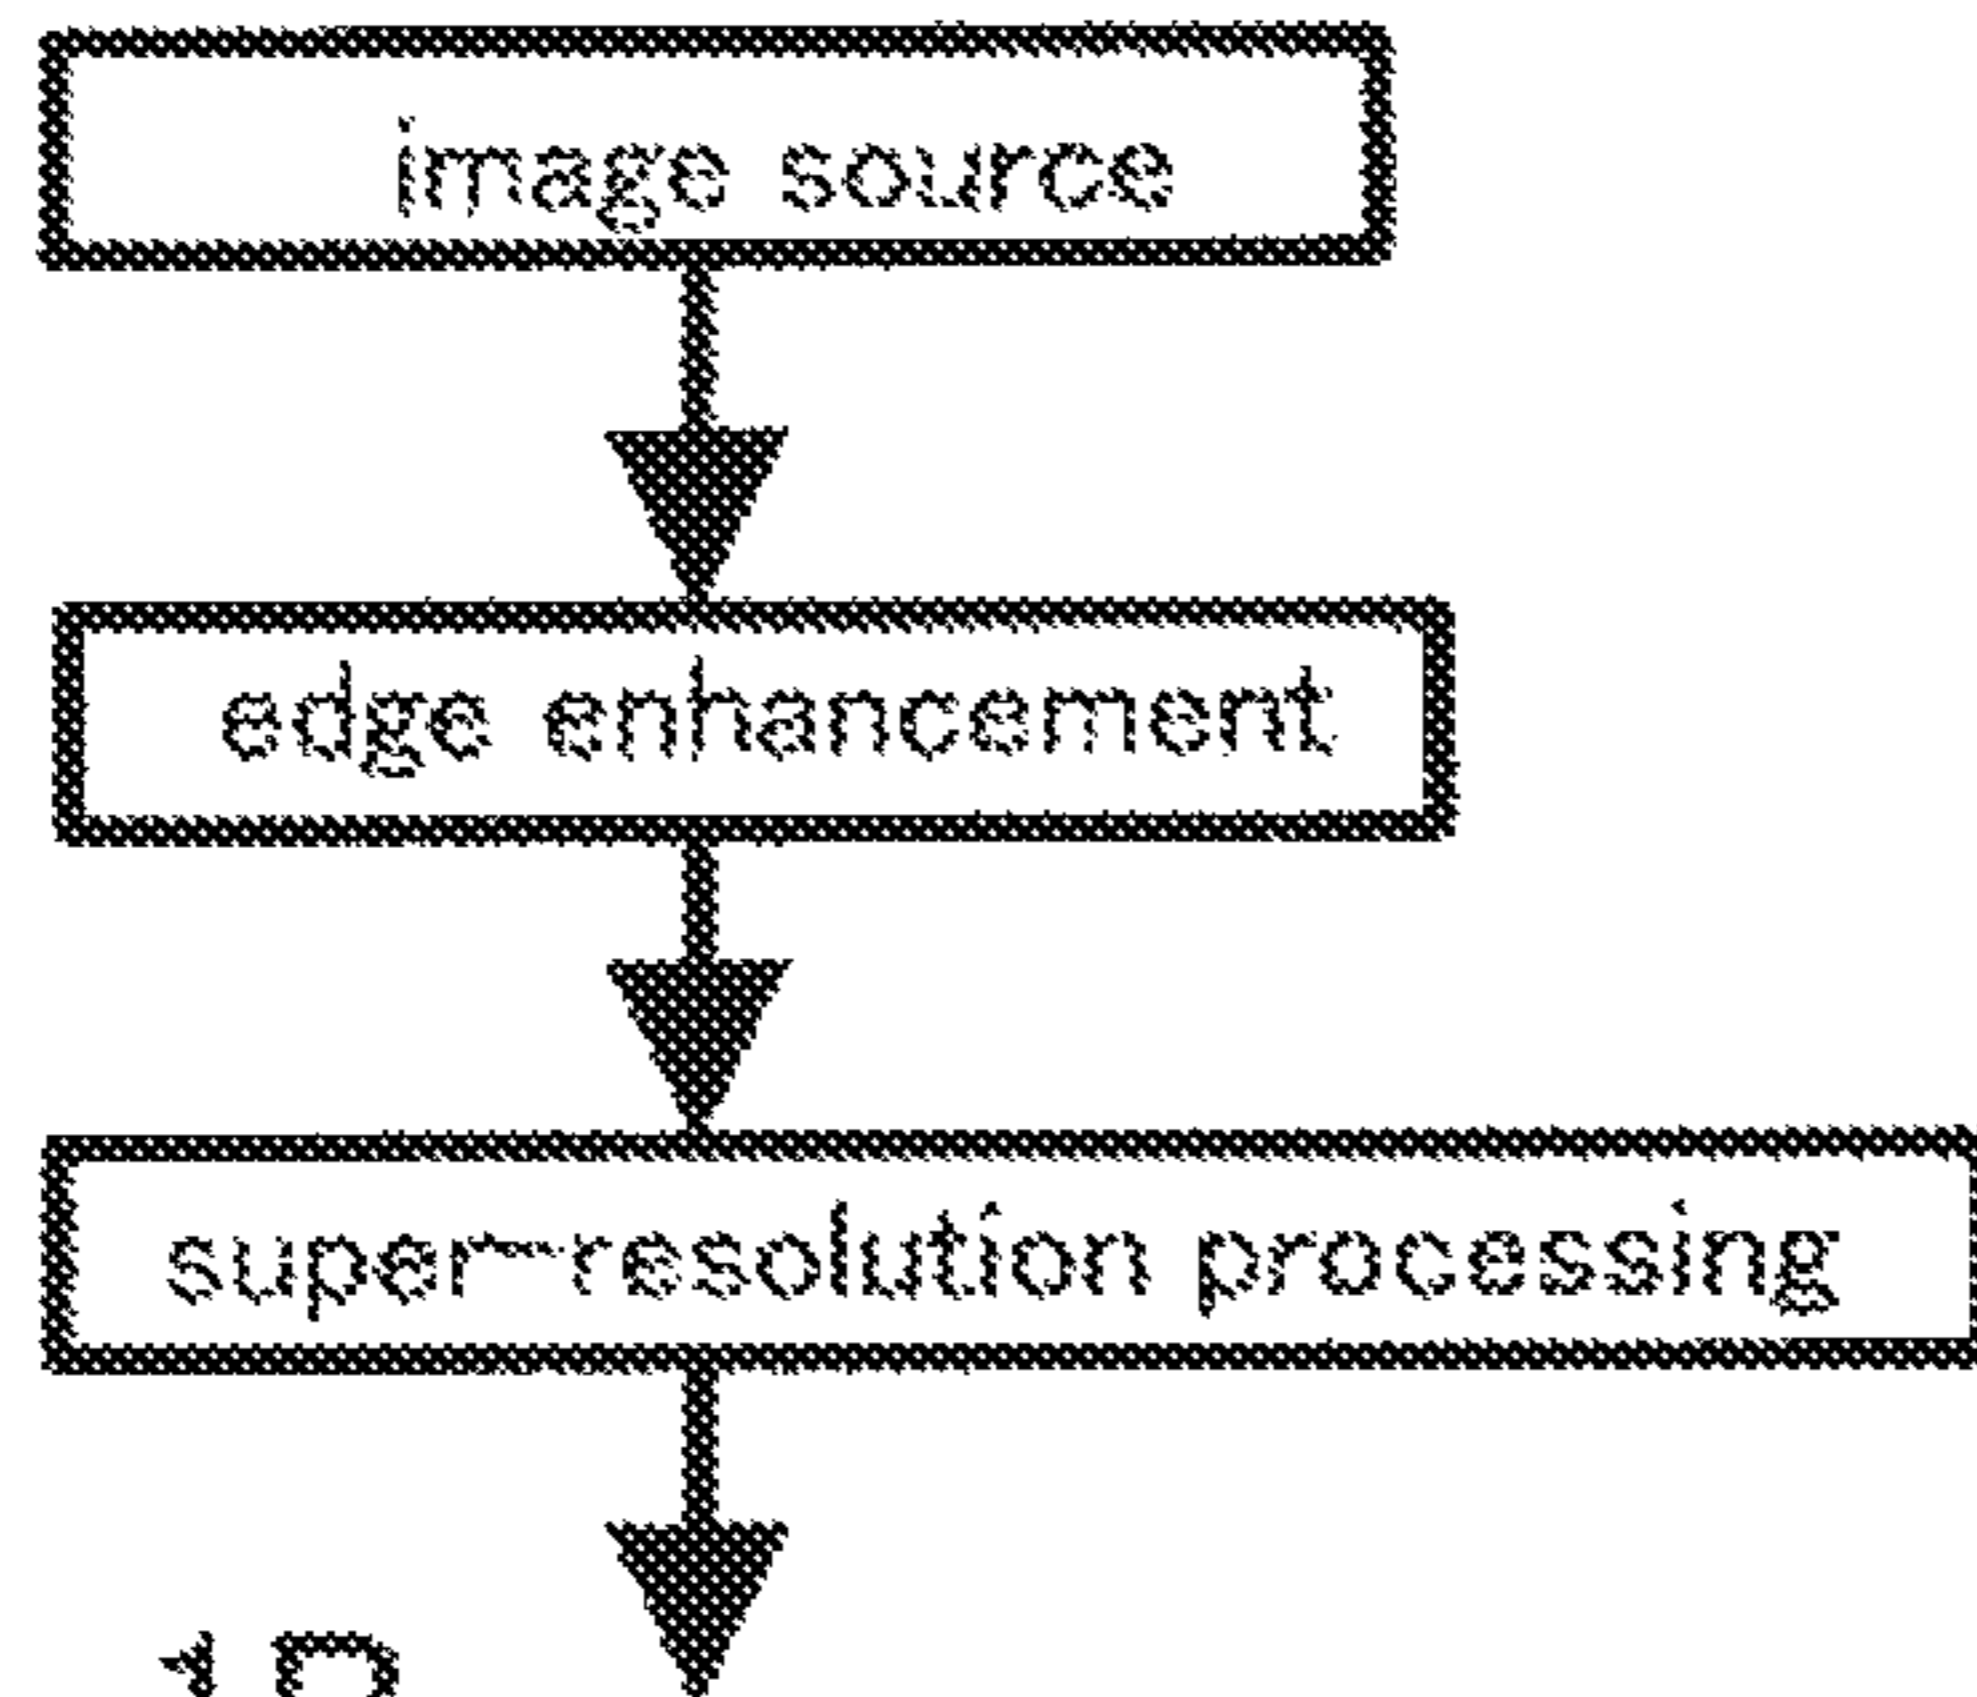 image source
edge enhancement
super-resolution processing